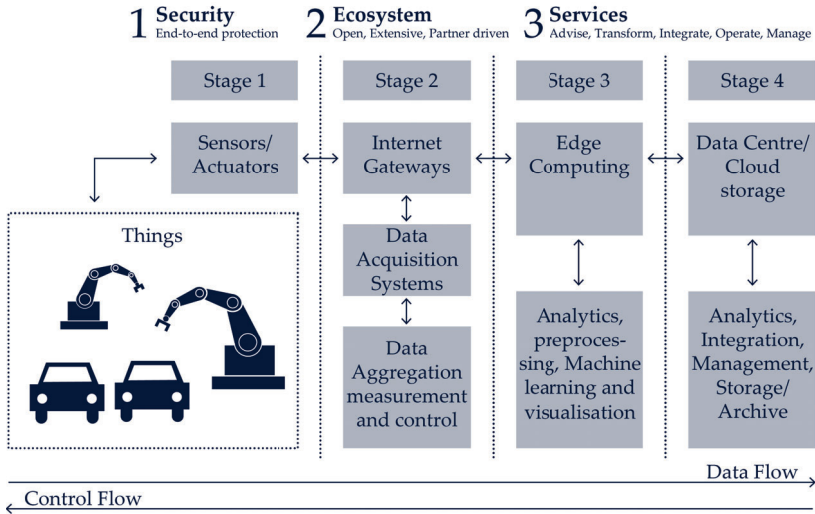 1 Security
End-to-end protection
2 Ecosystem
Open, Extensive, Partner driven
3 Services
Advise, Transform, Integrate, Operate, Manage
Stage 1
Stage 2
Stage 3
Stage 4
Sensors/
Actuators
Internet
Gateways
Edge
Computing
Data Centre/
Cloud
storage
Things
Data
Acquisition
Systems
Data
Aggregation
measurement
and control
Analytics,
preproces-
sing, Machine
learning and
visualisation
Analytics,
Integration,
Management,
Storage/
Archive
Data Flow
Control Flow